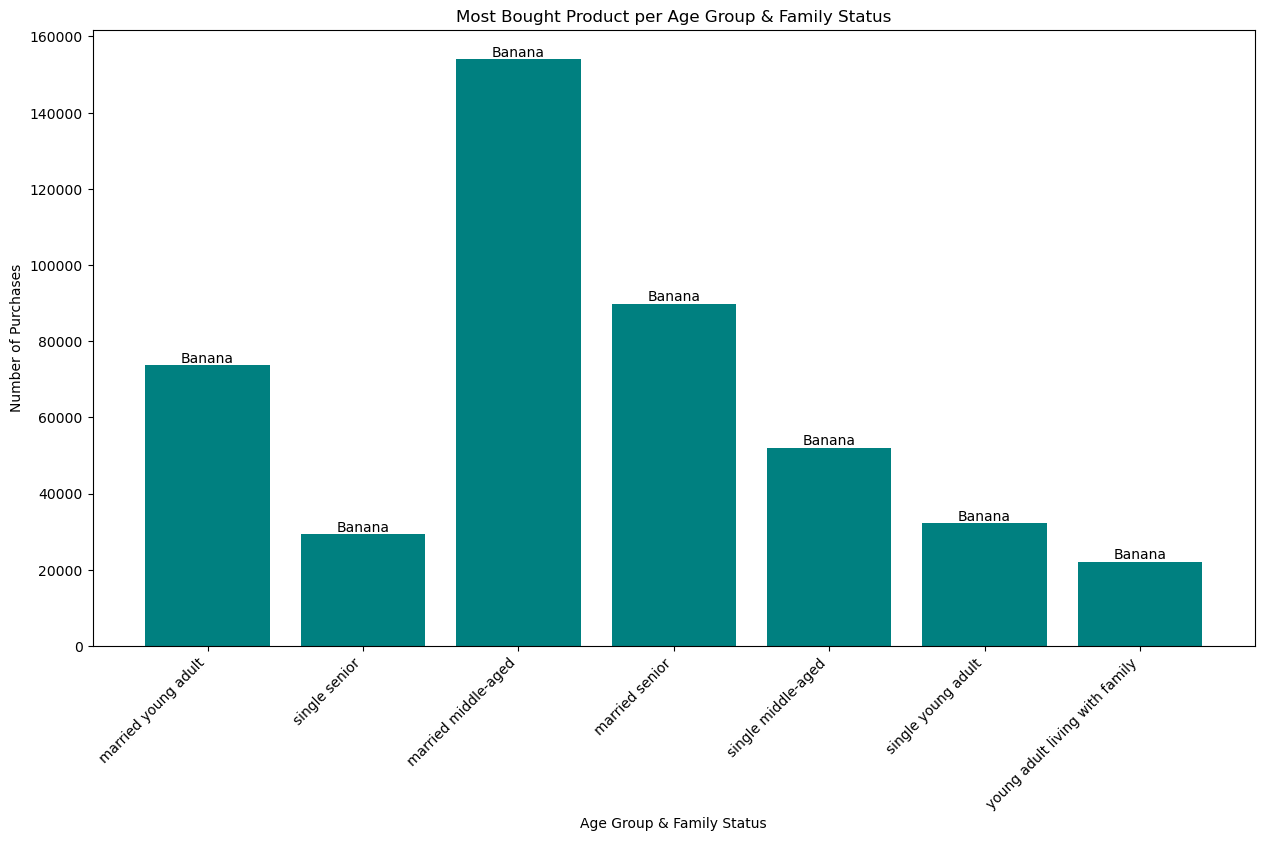 Most Bought Product per Age Group & Family Status
160000
140000
120000
100000
80000
60000
40000
20000
0
Number of Purchases
Banana
Banana
Banana
Banana
Banana
Banana
Banana
married young adult
single senior
married middle-aged
married senior
single middle-aged
single young adult
young adult living with family
Age Group & Family Status